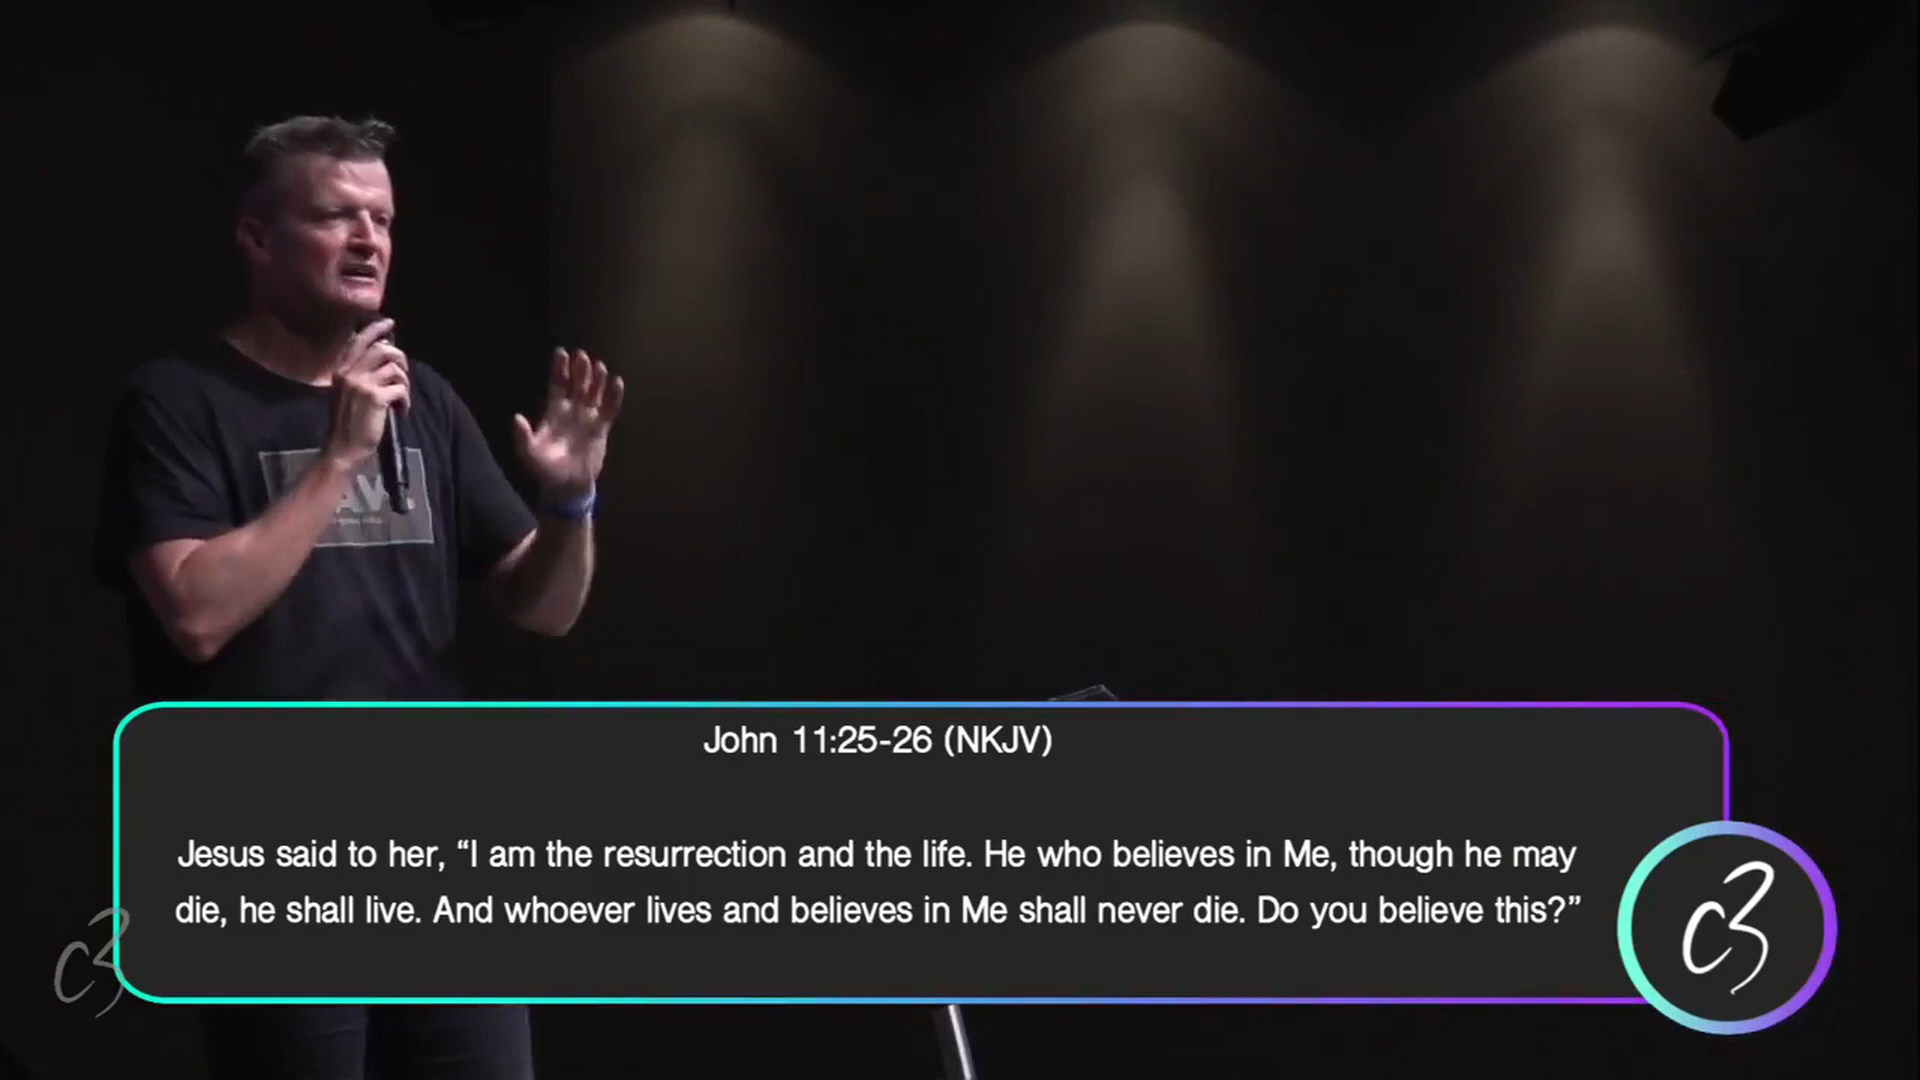 John 11:25-26 (NKJV)
Jesus said to her, “I am the resurrection and the life. He who believes in Me, though he may
die, he shall live. And whoever lives and believes in Me shall never die. Do you believe this?”
c3
c3